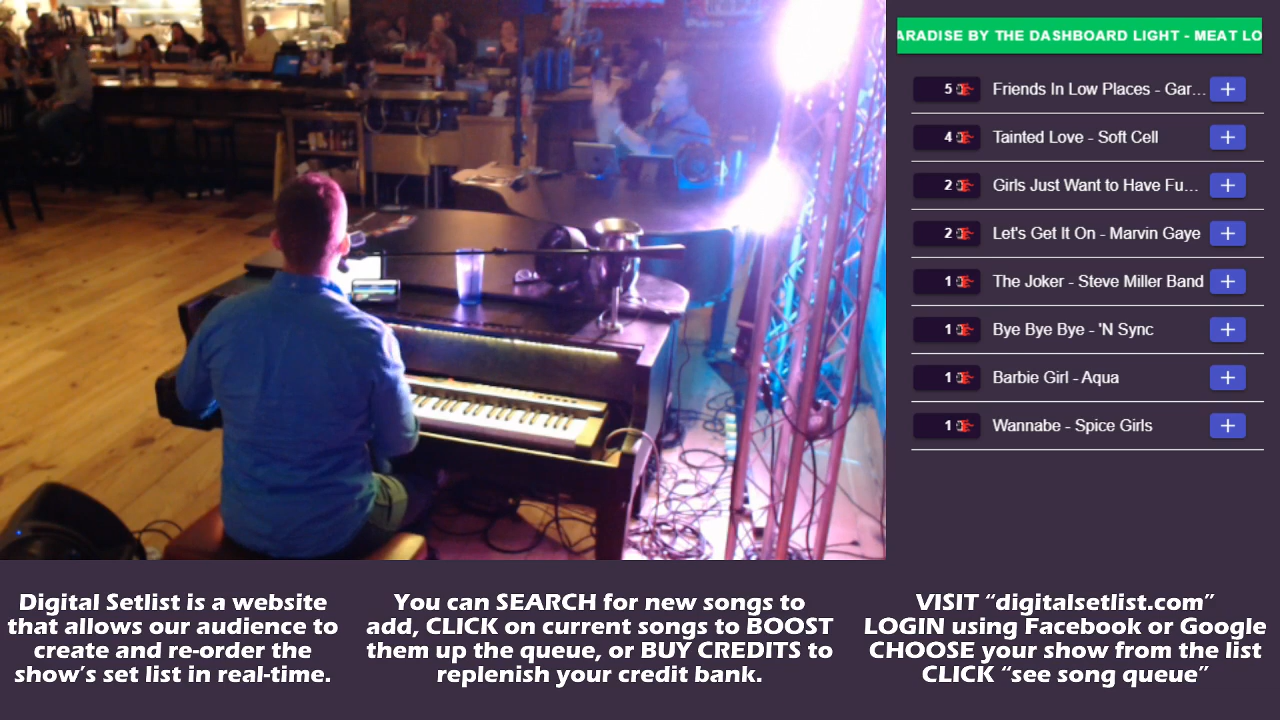 ARADISE BY THE DASHBOARD LIGHT - MEAT LO
5 Friends In Low Places - Gar...
4 Tainted Love - Soft Cell
2 Girls Just Want to Have Fu...
2 Let's Get It On - Marvin Gaye
1 The Joker - Steve Miller Band
1 Bye Bye Bye - 'N Sync
1 Barbie Girl - Aqua
1 Wannabe - Spice Girls
Digital Setlist is a website
that allows our audience to
create and re-order the
show's set list in real-time.
You can SEARCH for new songs to
add, CLICK on current songs to BOOST
them up the queue, or BUY CREDITS to
replenish your credit bank.
VISIT “digitalsetlist.com”
LOGIN using Facebook or Google
CHOOSE your show from the list
CLICK “see song queue”